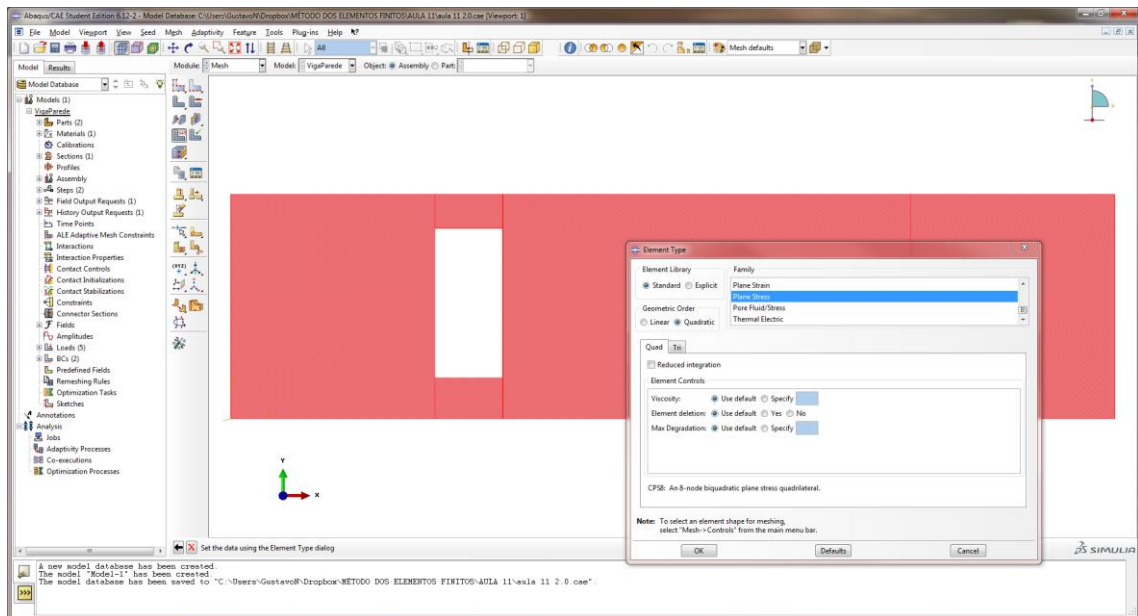 Abaqus/CAE Student Edition 6.12-2 - Model Database: C:\Users\GustavoN\Dropbox\MÉTODO DOS ELEMENTOS FINITOS\AULA 11\aula 11 2.0.cae [Viewport: 1]
File Model Viewport View Seed Mesh Adaptivity Feature Tools Plug-ins Help
All
Mesh defaults
Model Results
Module: Mesh Model: VigaParede Object: Assembly Part:
Model Database
Models (1)
VigaParede
Parts (2)
Materials (1)
Calibrations
Sections (1)
Profiles
Assembly
Steps (2)
Field Output Requests (1)
History Output Requests (1)
Time Points
ALE Adaptive Mesh Constraints
Interactions
Interaction Properties
Contact Controls
Contact Initializations
Contact Stabilizations
Constraints
Connector Sections
Fields
Amplitudes
Loads (5)
BCs (2)
Predefined Fields
Remeshing Rules
Optimization Tasks
Sketches
Annotations
Analysis
Jobs
Adaptivity Processes
Co-executions
Optimization Processes
(XYZ)
Y
X
Element Type
Element Library
Standard Explicit
Geometric Order
Linear Quadratic
Family
Plane Strain
Plane Stress
Pore Fluid/Stress
Thermal Electric
Quad Tri
Reduced integration
Element Controls
Viscosity: Use default Specify
Element deletion: Use default Yes No
Max Degradation: Use default Specify
CPS8: An 8-node biquadratic plane stress quadrilateral.
Note: To select an element shape for meshing,
select "Mesh->Controls" from the main menu bar.
OK Defaults Cancel
Set the data using the Element Type dialog
SIMULIA
A new model database has been created.
The model "Model-1" has been created.
The model database has been saved to "C:\Users\GustavoN\Dropbox\MÉTODO DOS ELEMENTOS FINITOS\AULA 11\aula 11 2.0.cae".
>>>